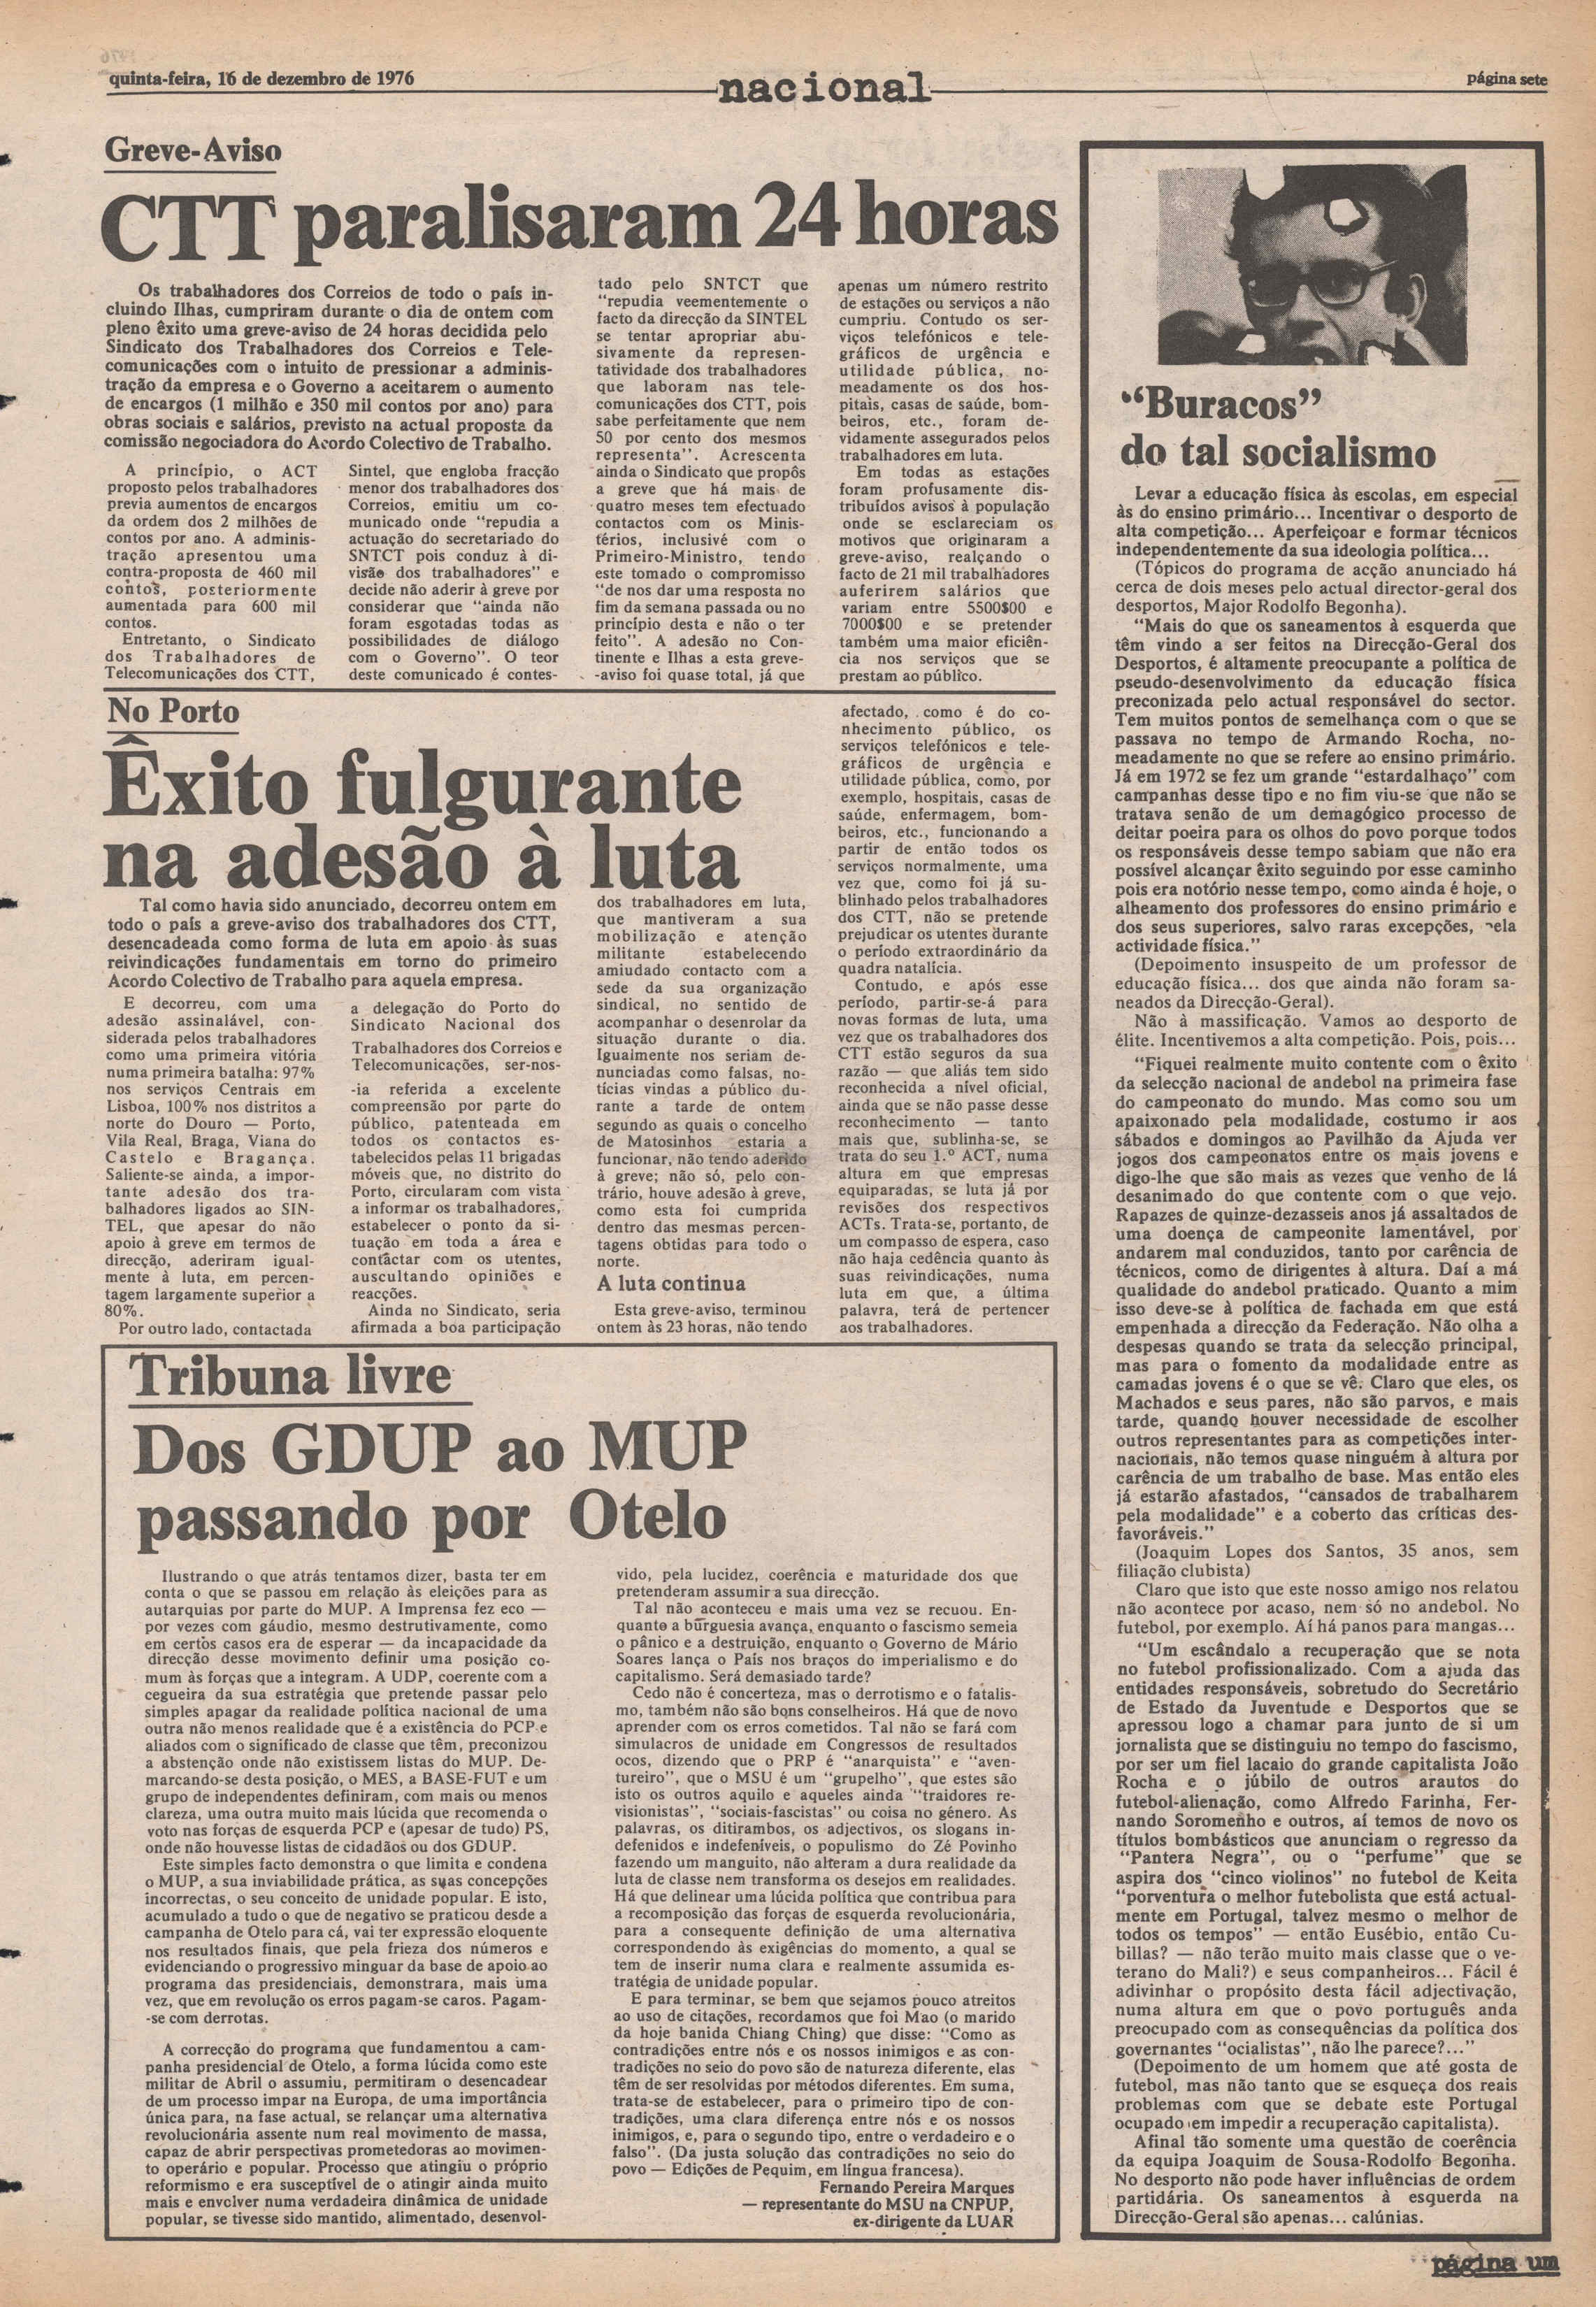 quinta-feira, 16 de dezembro de 1976
nacional
página sete
Greve-Aviso
CTT paralisaram 24 horas
Os trabalhadores dos Correios de todo o país in-
cluindo Ilhas, cumpriram durante o dia de ontem com
pleno êxito uma greve-aviso de 24 horas decidida pelo
Sindicato dos Trabalhadores dos Correios e Tele-
comunicações com o intuito de pressionar a adminis-
tração da empresa e o Governo a aceitarem o aumento
de encargos (1 milhão e 350 mil contos por ano) para
obras sociais e salários, previsto na actual proposta da
comissão negociadora do Acordo Colectivo de Trabalho.
A princípio, o ACT
proposto pelos trabalhadores
previa aumentos de encargos
da ordem dos 2 milhões de
contos por ano. A adminis-
tração apresentou uma
contra-proposta de 460 mil
contos, posteriormente
aumentada para 600 mil
contos.
Entretanto, o Sindicato
dos Trabalhadores de
Telecomunicações dos CTT,
Sintel, que engloba fracção
menor dos trabalhadores dos
Correios, emitiu um co-
municado onde "repudia a
actuação do secretariado do
SNTCT pois conduz à di-
visão dos trabalhadores" e
decide não aderir à greve por
considerar que "ainda não
foram esgotadas todas as
possibilidades de diálogo
com o Governo". O teor
deste comunicado é contes-
tado pelo SNTCT que
"repudia veementemente o
facto da direcção da SINTEL
se tentar apropriar abu-
sivamente da represen-
tatividade dos trabalhadores
que laboram nas tele-
comunicações dos CTT, pois
sabe perfeitamente que nem
50 por cento dos mesmos
representa". Acrescenta
ainda o Sindicato que propôs
a greve que há mais de
quatro meses tem efectuado
contactos com os Minis-
térios, inclusivé com o
Primeiro-Ministro, tendo
este tomado o compromisso
"de nos dar uma resposta no
fim da semana passada ou no
princípio desta e não o ter
feito". A adesão no Con-
tinente e Ilhas a esta greve-
-aviso foi quase total, já que
apenas um número restrito
de estações ou serviços a não
cumpriu. Contudo os ser-
viços telefónicos e tele-
gráficos de urgência e
utilidade pública, no-
meadamente os dos hos-
pitais, casas de saúde, bom-
beiros, etc., foram de-
vidamente assegurados pelos
trabalhadores em luta.
Em todas as estações
foram profusamente dis-
tribuídos avisos à população
onde se esclareciam os
motivos que originaram a
greve-aviso, realçando o
facto de 21 mil trabalhadores
auferirem salários que
variam entre 5500$00 e
7000$00 e se pretender
também uma maior eficiên-
cia nos serviços que se
prestam ao público.
No Porto
Êxito fulgurante
na adesão à luta
Tal como havia sido anunciado, decorreu ontem em
todo o país a greve-aviso dos trabalhadores dos CTT,
desencadeada como forma de luta em apoio às suas
reivindicações fundamentais em torno do primeiro
Acordo Colectivo de Trabalho para aquela empresa.
E decorreu, com uma
adesão assinalável, con-
siderada pelos trabalhadores
como uma primeira vitória
numa primeira batalha: 97%
nos serviços Centrais em
Lisboa, 100% nos distritos a
norte do Douro — Porto,
Vila Real, Braga, Viana do
Castelo e Bragança.
Saliente-se ainda, a impor-
tante adesão dos tra-
balhadores ligados ao SIN-
TEL, que apesar do não
apoio à greve em termos de
direcção, aderiram igual-
mente à luta, em percen-
tagem largamente superior a
80%.
Por outro lado, contactada
a delegação do Porto do
Sindicato Nacional dos
Trabalhadores dos Correios e
Telecomunicações, ser-nos-
-ia referida a excelente
compreensão por parte do
público, patenteada em
todos os contactos es-
tabelecidos pelas 11 brigadas
móveis que, no distrito do
Porto, circularam com vista
a informar os trabalhadores,
estabelecer o ponto da si-
tuação em toda a área e
contactar com os utentes,
auscultando opiniões e
reacções.
Ainda no Sindicato, seria
afirmada a boa participação
dos trabalhadores em luta,
que mantiveram a sua
mobilização e atenção
militante estabelecendo
amiudado contacto com a
sede da sua organização
sindical, no sentido de
acompanhar o desenrolar da
situação durante o dia.
Igualmente nos seriam de-
nunciadas como falsas, no-
tícias vindas a público du-
rante a tarde de ontem
segundo as quais o concelho
de Matosinhos estaria a
funcionar, não tendo aderido
à greve; não só, pelo con-
trário, houve adesão à greve,
como esta foi cumprida
dentro das mesmas percen-
tagens obtidas para todo o
norte.
A luta continua
Esta greve-aviso, terminou
ontem às 23 horas, não tendo
afectado, como é do co-
nhecimento público, os
serviços telefónicos e tele-
gráficos de urgência e
utilidade pública, como, por
exemplo, hospitais, casas de
saúde, enfermagem, bom-
beiros, etc., funcionando a
partir de então todos os
serviços normalmente, uma
vez que, como foi já su-
blinhado pelos trabalhadores
dos CTT, não se pretende
prejudicar os utentes durante
o período extraordinário da
quadra natalícia.
Contudo, e após esse
período, partir-se-á para
novas formas de luta, uma
vez que os trabalhadores dos
CTT estão seguros da sua
razão — que aliás tem sido
reconhecida a nível oficial,
ainda que se não passe desse
reconhecimento — tanto
mais que, sublinha-se, se
trata do seu 1.º ACT, numa
altura em que empresas
equiparadas, se luta já por
revisões dos respectivos
ACTs. Trata-se, portanto, de
um compasso de espera, caso
não haja cedência quanto às
suas reivindicações, numa
luta em que, a última
palavra, terá de pertencer
aos trabalhadores.
Tribuna livre
Dos GDUP ao MUP
passando por Otelo
Ilustrando o que atrás tentamos dizer, basta ter em
conta o que se passou em relação às eleições para as
autarquias por parte do MUP. A Imprensa fez eco —
por vezes com gáudio, mesmo destrutivamente, como
em certos casos era de esperar — da incapacidade da
direcção desse movimento definir uma posição co-
mum às forças que a integram. A UDP, coerente com a
cegueira da sua estratégia que pretende passar pelo
simples apagar da realidade política nacional de uma
outra não menos realidade que é a existência do PCP e
aliados com o significado de classe que têm, preconizou
a abstenção onde não existissem listas do MUP. De-
marcando-se desta posição, o MES, a BASE-FUT e um
grupo de independentes definiram, com mais ou menos
clareza, uma outra muito mais lúcida que recomenda o
voto nas forças de esquerda PCP e (apesar de tudo) PS,
onde não houvesse listas de cidadãos ou dos GDUP.
Este simples facto demonstra o que limita e condena
o MUP, a sua inviabilidade prática, as suas concepções
incorrectas, o seu conceito de unidade popular. E isto,
acumulado a tudo o que de negativo se praticou desde a
campanha de Otelo para cá, vai ter expressão eloquente
nos resultados finais, que pela frieza dos números e
evidenciando o progressivo minguar da base de apoio ao
programa das presidenciais, demonstrara, mais uma
vez, que em revolução os erros pagam-se caros. Pagam-
-se com derrotas.
A correcção do programa que fundamentou a cam-
panha presidencial de Otelo, a forma lúcida como este
militar de Abril o assumiu, permitiram o desencadear
de um processo impar na Europa, de uma importância
única para, na fase actual, se relançar uma alternativa
revolucionária assente num real movimento de massa,
capaz de abrir perspectivas prometedoras ao movimen-
to operário e popular. Processo que atingiu o próprio
reformismo e era susceptível de o atingir ainda muito
mais e envolver numa verdadeira dinâmica de unidade
popular, se tivesse sido mantido, alimentado, desenvol-
vido, pela lucidez, coerência e maturidade dos que
pretenderam assumir a sua direcção.
Tal não aconteceu e mais uma vez se recuou. En-
quanto a burguesia avança, enquanto o fascismo semeia
o pânico e a destruição, enquanto o Governo de Mário
Soares lança o País nos braços do imperialismo e do
capitalismo. Será demasiado tarde?
Cedo não é concerteza, mas o derrotismo e o fatalis-
mo, também não são bons conselheiros. Há que de novo
aprender com os erros cometidos. Tal não se fará com
simulacros de unidade em Congressos de resultados
ocos, dizendo que o PRP é "anarquista" e "aven-
tureiro", que o MSU é um "grupelho", que estes são
isto os outros aquilo e aqueles ainda "traidores re-
visionistas", "sociais-fascistas" ou coisa no género. As
palavras, os ditirambos, os adjectivos, os slogans in-
defenidos e indefeníveis, o populismo do Zé Povinho
fazendo um manguito, não alteram a dura realidade da
luta de classe nem transforma os desejos em realidades.
Há que delinear uma lúcida política que contribua para
a recomposição das forças de esquerda revolucionária,
para a consequente definição de uma alternativa
correspondendo às exigências do momento, a qual se
tem de inserir numa clara e realmente assumida es-
tratégia de unidade popular.
E para terminar, se bem que sejamos pouco atreitos
ao uso de citações, recordamos que foi Mao (o marido
da hoje banida Chiang Ching) que disse: "Como as
contradições entre nós e os nossos inimigos e as con-
tradições no seio do povo são de natureza diferente, elas
têm de ser resolvidas por métodos diferentes. Em suma,
trata-se de estabelecer, para o primeiro tipo de con-
tradições, uma clara diferença entre nós e os nossos
inimigos, e, para o segundo tipo, entre o verdadeiro e o
falso". (Da justa solução das contradições no seio do
povo — Edições de Pequim, em língua francesa).
Fernando Pereira Marques
— representante do MSU na CNPUP,
ex-dirigente da LUAR
"Buracos"
do tal socialismo
Levar a educação física às escolas, em especial
às do ensino primário... Incentivar o desporto de
alta competição... Aperfeiçoar e formar técnicos
independentemente da sua ideologia política...
(Tópicos do programa de acção anunciado há
cerca de dois meses pelo actual director-geral dos
desportos, Major Rodolfo Begonha).
"Mais do que os saneamentos à esquerda que
têm vindo a ser feitos na Direcção-Geral dos
Desportos, é altamente preocupante a política de
pseudo-desenvolvimento da educação física
preconizada pelo actual responsável do sector.
Tem muitos pontos de semelhança com o que se
passava no tempo de Armando Rocha, no-
meadamente no que se refere ao ensino primário.
Já em 1972 se fez um grande "estardalhaço" com
campanhas desse tipo e no fim viu-se que não se
tratava senão de um demagógico processo de
deitar poeira para os olhos do povo porque todos
os responsáveis desse tempo sabiam que não era
possível alcançar êxito seguindo por esse caminho
pois era notório nesse tempo, como ainda é hoje, o
alheamento dos professores do ensino primário e
dos seus superiores, salvo raras excepções, pela
actividade física."
(Depoimento insuspeito de um professor de
educação física... dos que ainda não foram sa-
neados da Direcção-Geral).
Não à massificação. Vamos ao desporto de
élite. Incentivemos a alta competição. Pois, pois...
"Fiquei realmente muito contente com o êxito
da selecção nacional de andebol na primeira fase
do campeonato do mundo. Mas como sou um
apaixonado pela modalidade, costumo ir aos
sábados e domingos ao Pavilhão da Ajuda ver
jogos dos campeonatos entre os mais jovens e
digo-lhe que são mais as vezes que venho de lá
desanimado do que contente com o que vejo.
Rapazes de quinze-dezasseis anos já assaltados de
uma doença de campeonite lamentável, por
andarem mal conduzidos, tanto por carência de
técnicos, como de dirigentes à altura. Daí a má
qualidade do andebol praticado. Quanto a mim
isso deve-se à política de fachada em que está
empenhada a direcção da Federação. Não olha a
despesas quando se trata da selecção principal,
mas para o fomento da modalidade entre as
camadas jovens é o que se vê. Claro que eles, os
Machados e seus pares, não são parvos, e mais
tarde, quando houver necessidade de escolher
outros representantes para as competições inter-
nacionais, não temos quase ninguém à altura por
carência de um trabalho de base. Mas então eles
já estarão afastados, "cansados de trabalharem
pela modalidade" e a coberto das críticas des-
favoráveis."
(Joaquim Lopes dos Santos, 35 anos, sem
filiação clubista)
Claro que isto que este nosso amigo nos relatou
não acontece por acaso, nem só no andebol. No
futebol, por exemplo. Aí há panos para mangas...
"Um escândalo a recuperação que se nota
no futebol profissionalizado. Com a ajuda das
entidades responsáveis, sobretudo do Secretário
de Estado da Juventude e Desportos que se
apressou logo a chamar para junto de si um
jornalista que se distinguiu no tempo do fascismo,
por ser um fiel lacaio do grande capitalista João
Rocha e o júbilo de outros arautos do
futebol-alienação, como Alfredo Farinha, Fer-
nando Soromenho e outros, aí temos de novo os
títulos bombásticos que anunciam o regresso da
"Pantera Negra", ou o "perfume" que se
aspira dos "cinco violinos" no futebol de Keita
"porventura o melhor futebolista que está actual-
mente em Portugal, talvez mesmo o melhor de
todos os tempos" — então Eusébio, então Cu-
billas? — não terão muito mais classe que o ve-
terano do Mali?) e seus companheiros... Fácil é
adivinhar o propósito desta fácil adjectivação,
numa altura em que o povo português anda
preocupado com as consequências da política dos
governantes "ocialistas", não lhe parece?..."
(Depoimento de um homem que até gosta de
futebol, mas não tanto que se esqueça dos reais
problemas com que se debate este Portugal
ocupado em impedir a recuperação capitalista).
Afinal tão somente uma questão de coerência
da equipa Joaquim de Sousa-Rodolfo Begonha.
No desporto não pode haver influências de ordem
partidária. Os saneamentos à esquerda na
Direcção-Geral são apenas... calúnias.
página um